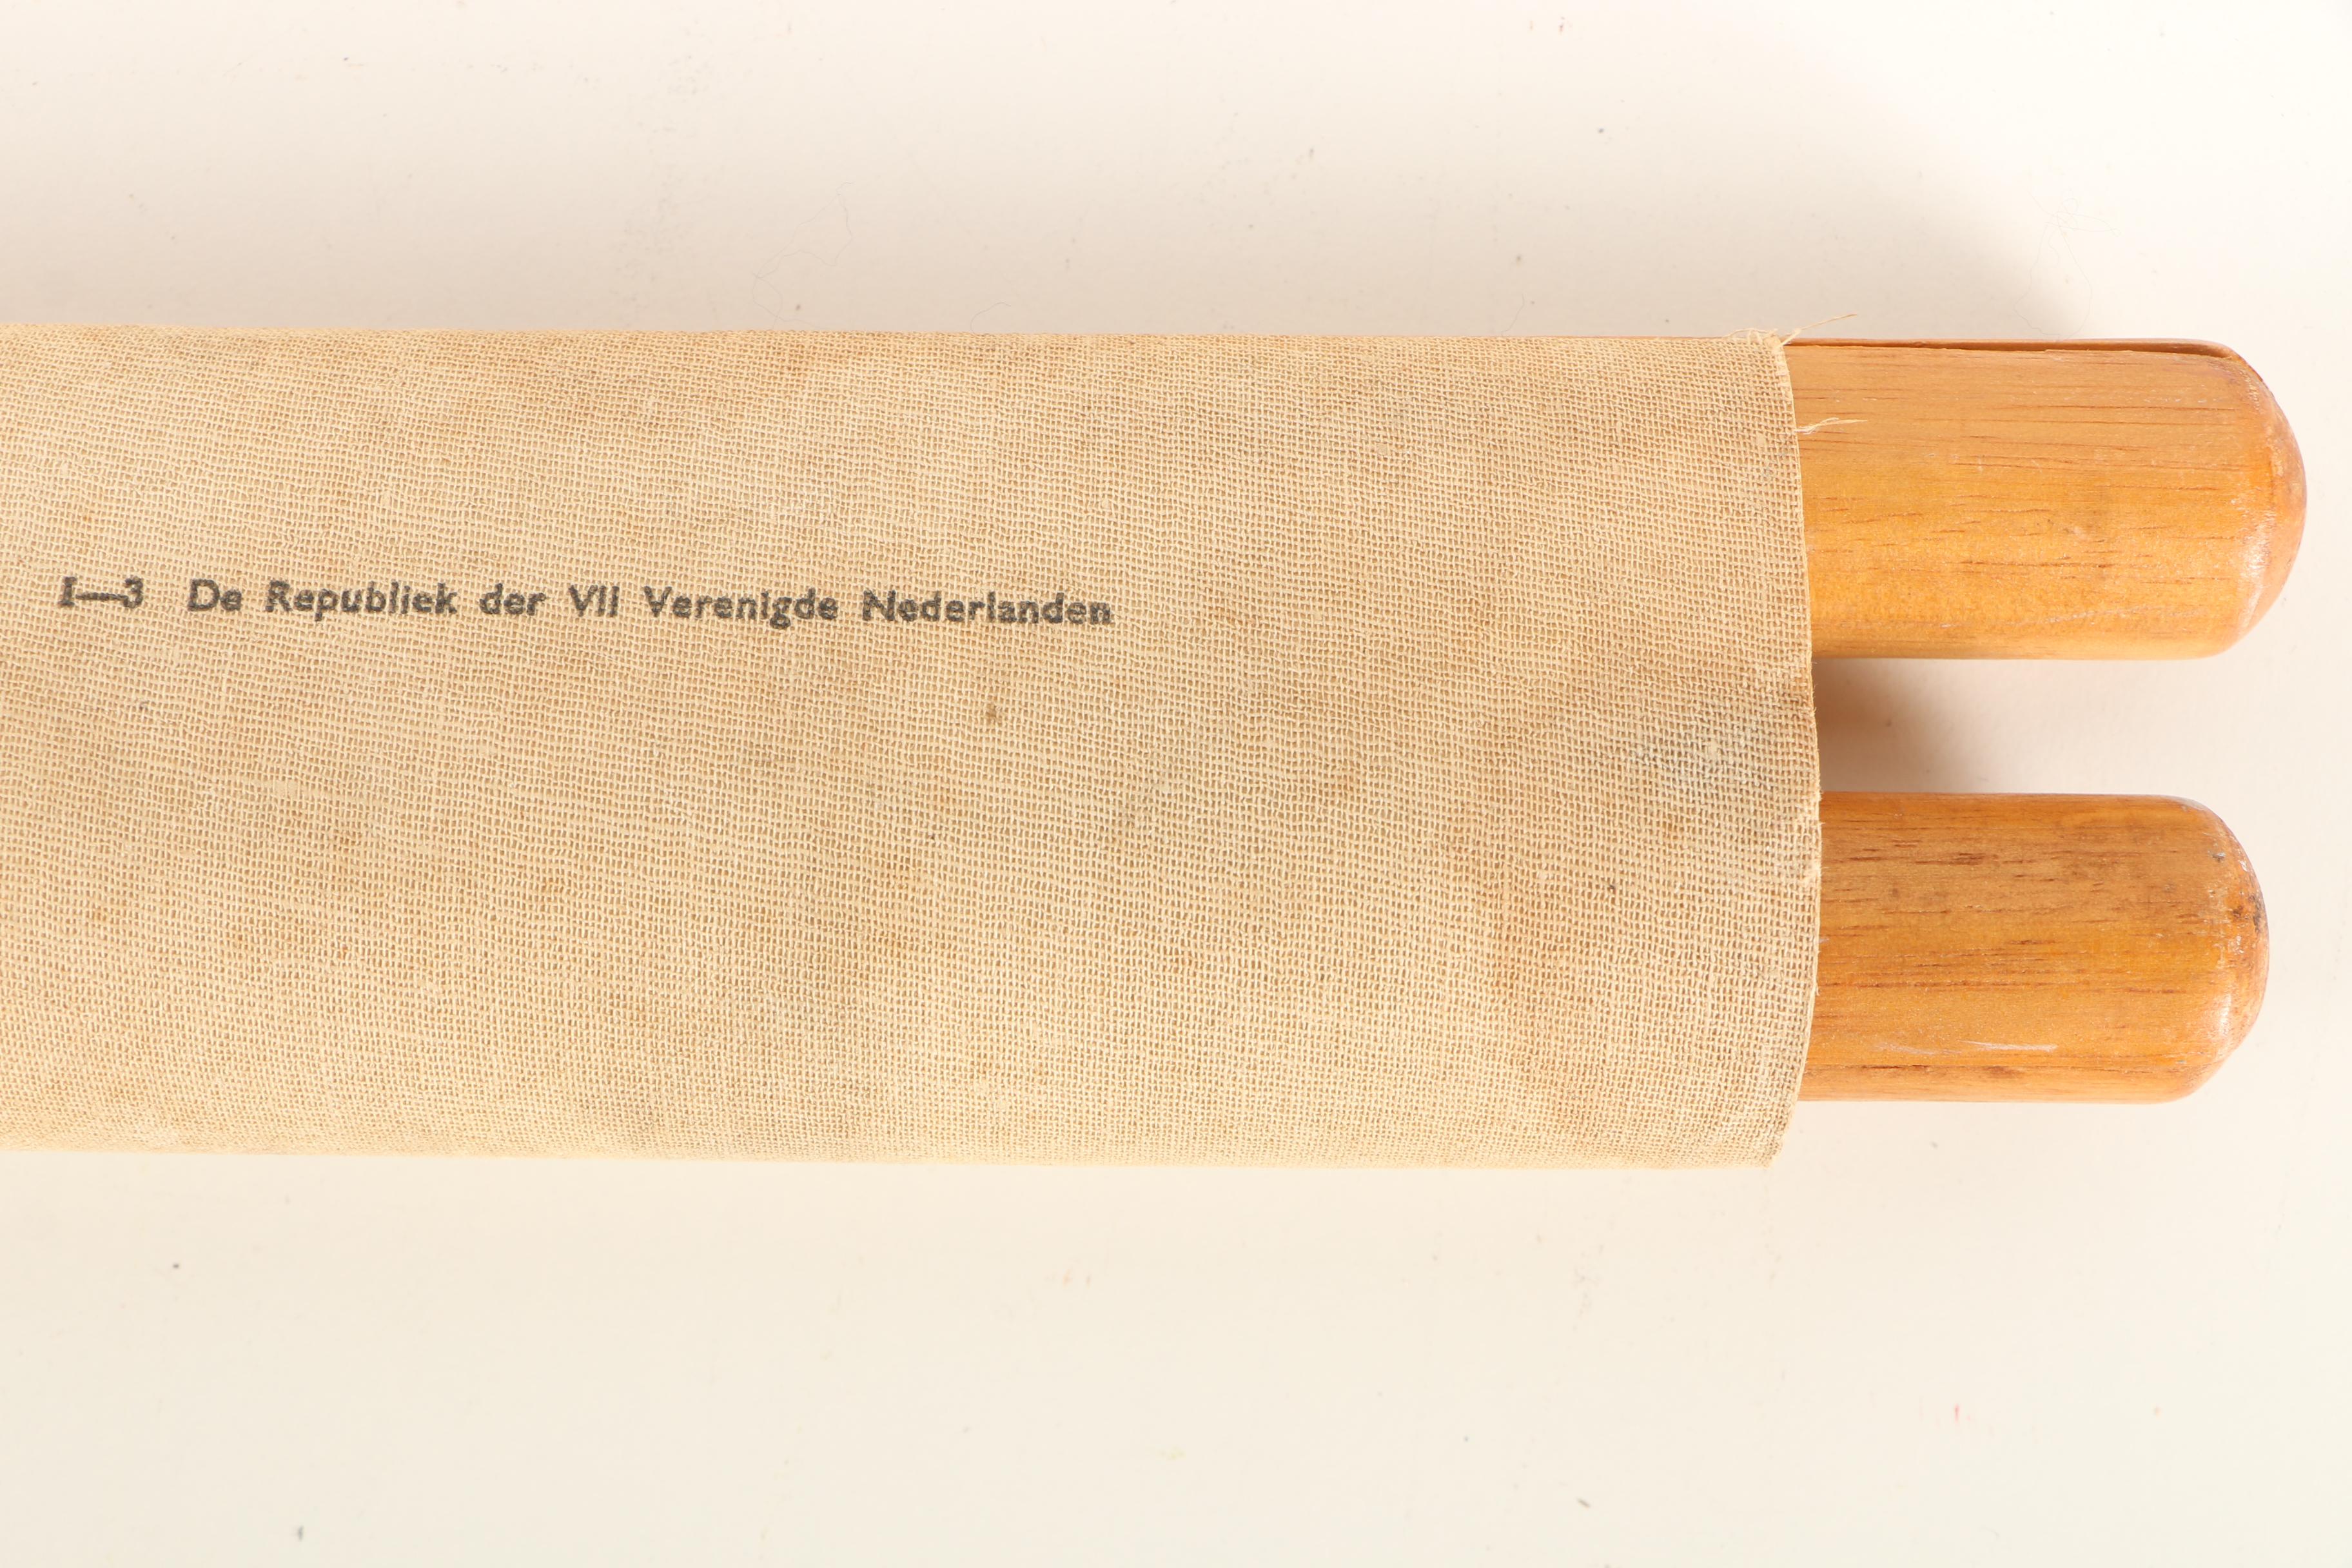 I—3 De Republiek der VII Verenigde Nederlanden